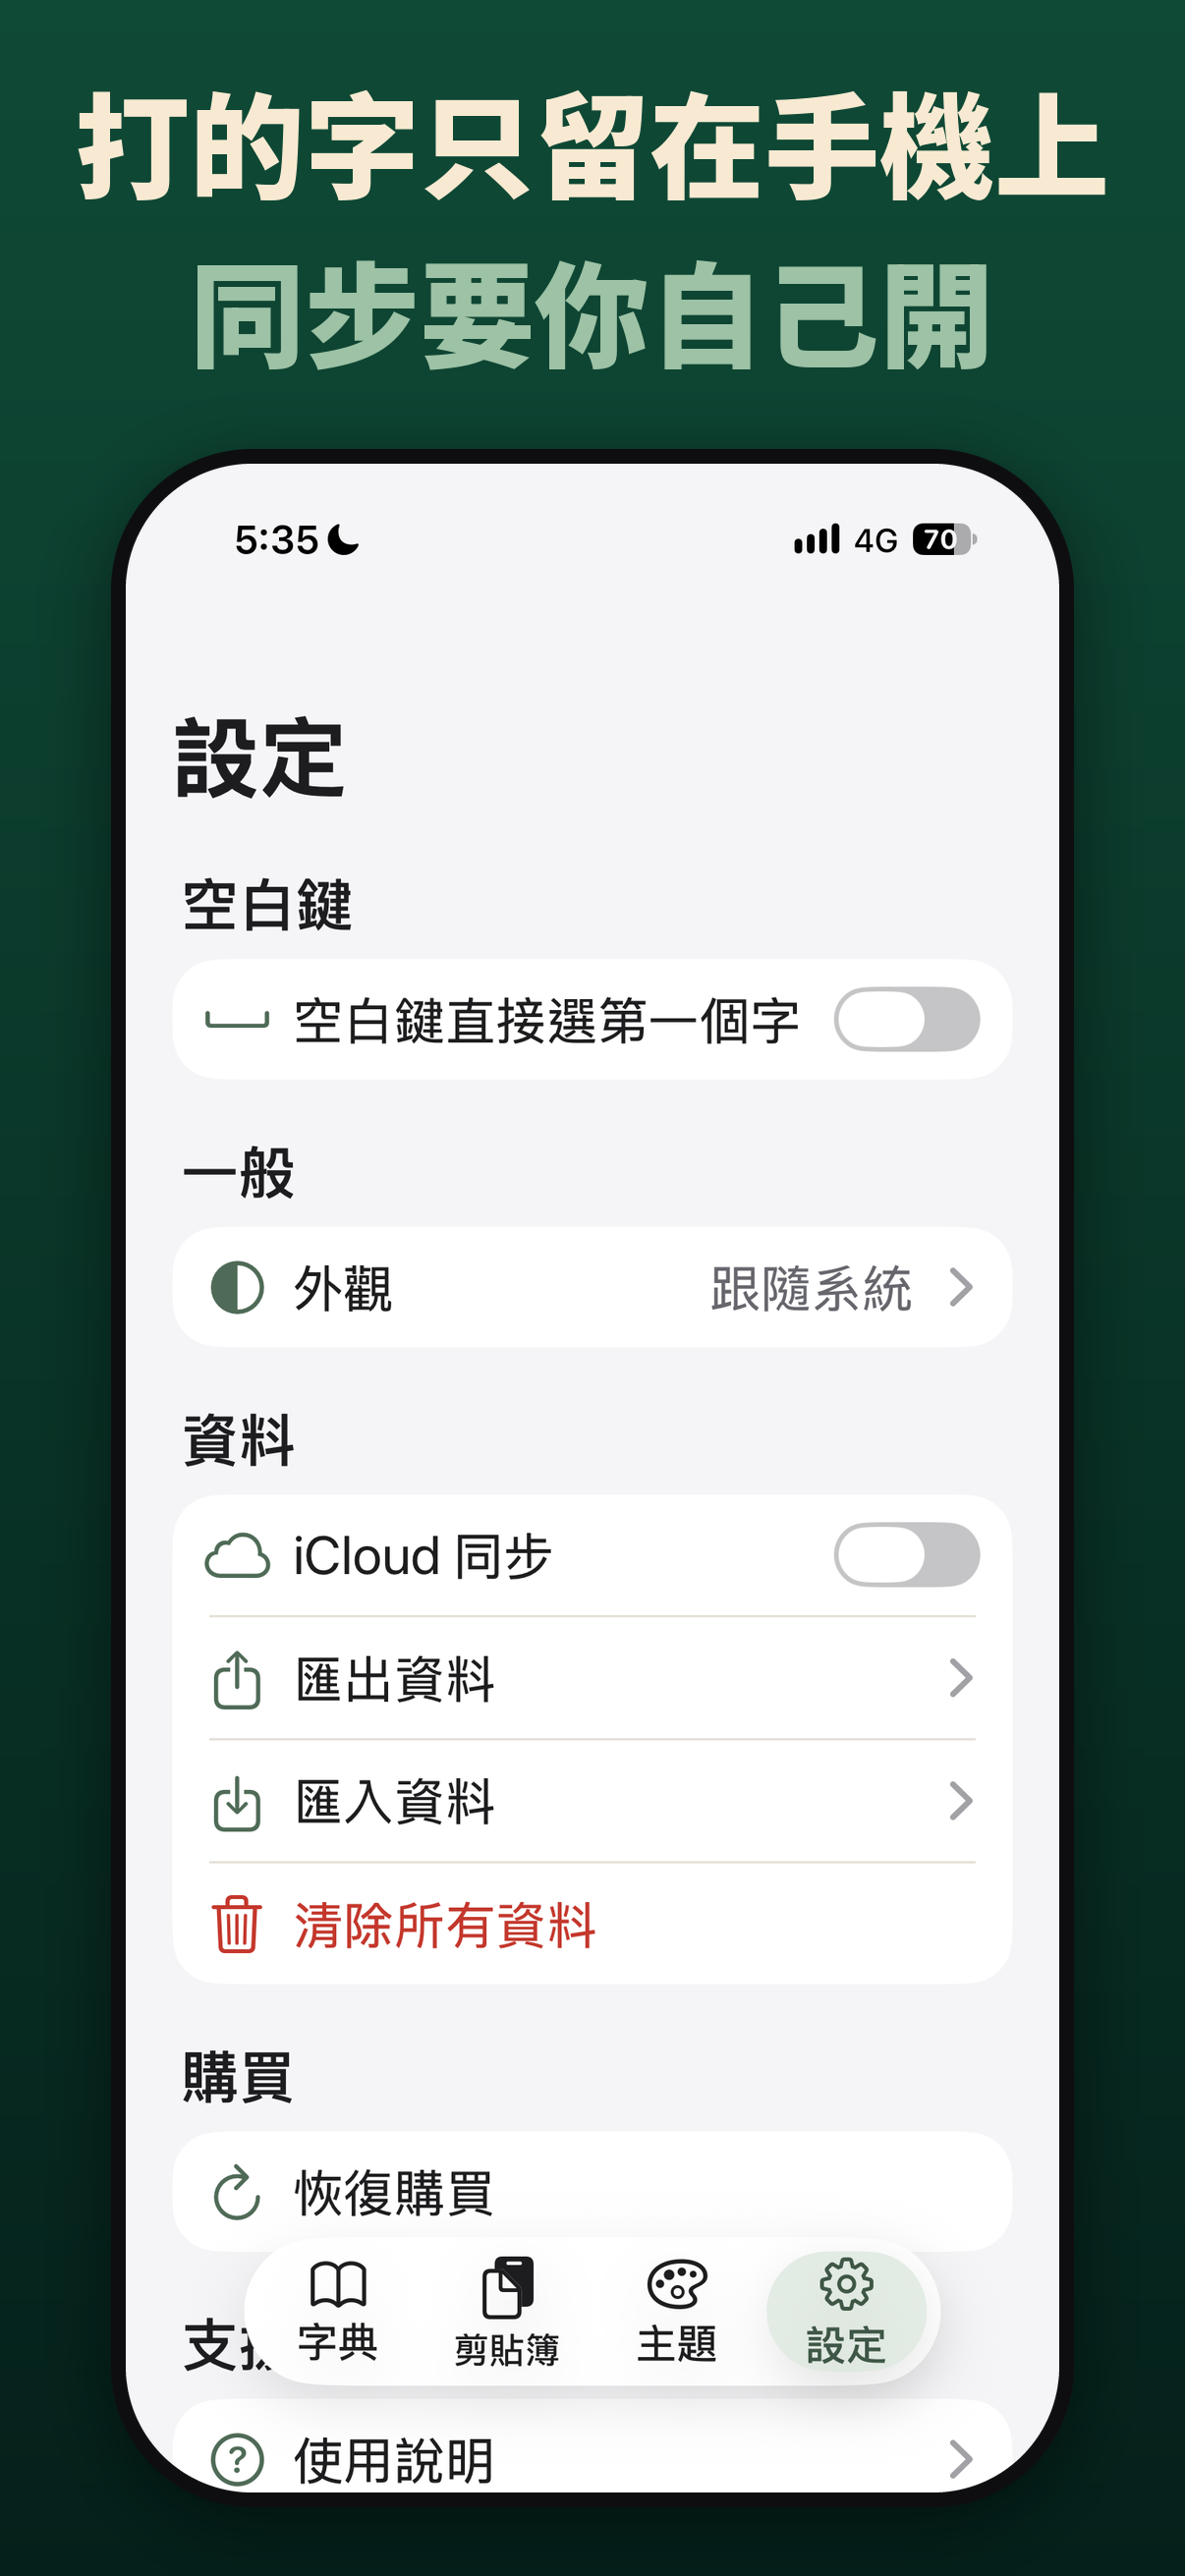 打的字只留在手機上
同步要你自己開
5:35 4G 70
設定
空白鍵
空白鍵直接選第一個字
一般
外觀 跟隨系統
資料
iCloud 同步
匯出資料
匯入資料
清除所有資料
購買
恢復購買
支
字典 剪貼簿 主題 設定
使用說明